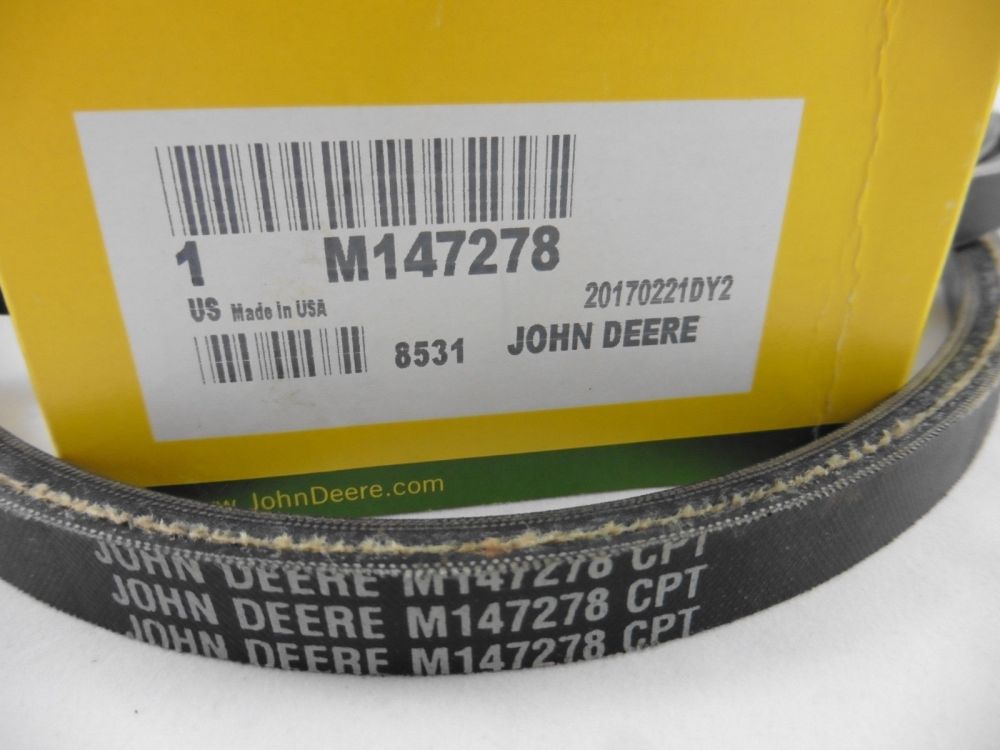 1 M147278
US Made in USA 20170221DY2
8531 JOHN DEERE
www.JohnDeere.com
JOHN DEERE M147278 CPT
JOHN DEERE M147278 CPT
JOHN DEERE M147278 CPT